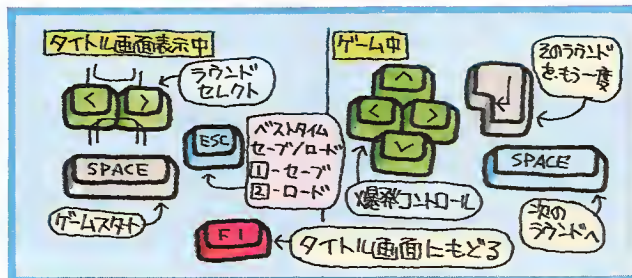 タイトル画面表示中
<
>
ラウンド
セレクト
SPACE
ゲームスタート
ESC
ベストタイム
セーブ/ロード
1-セーブ
2-ロード
F1
タイトル画面にもどる
ゲーム中
爆発コントロール
そのラウンド
を、もう一度
SPACE
次の
ラウンドへ